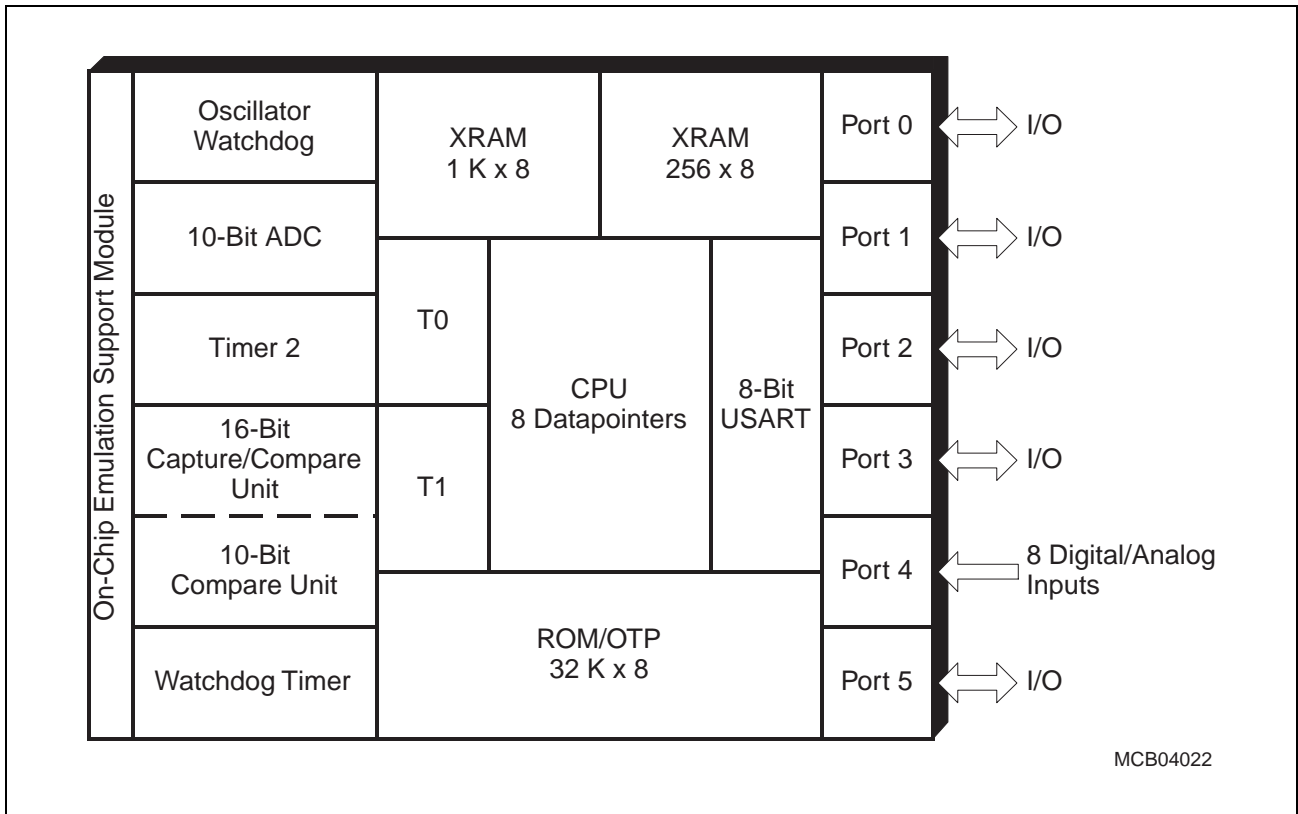 On-Chip Emulation Support Module
Oscillator
Watchdog
10-Bit ADC
Timer 2
16-Bit
Capture/Compare
Unit
10-Bit
Compare Unit
Watchdog Timer
XRAM
1 K x 8
XRAM
256 x 8
T0
T1
CPU
8 Datapointers
8-Bit
USART
ROM/OTP
32 K x 8
Port 0
I/O
Port 1
I/O
Port 2
I/O
Port 3
I/O
Port 4
8 Digital/Analog
Inputs
Port 5
I/O
MCB04022